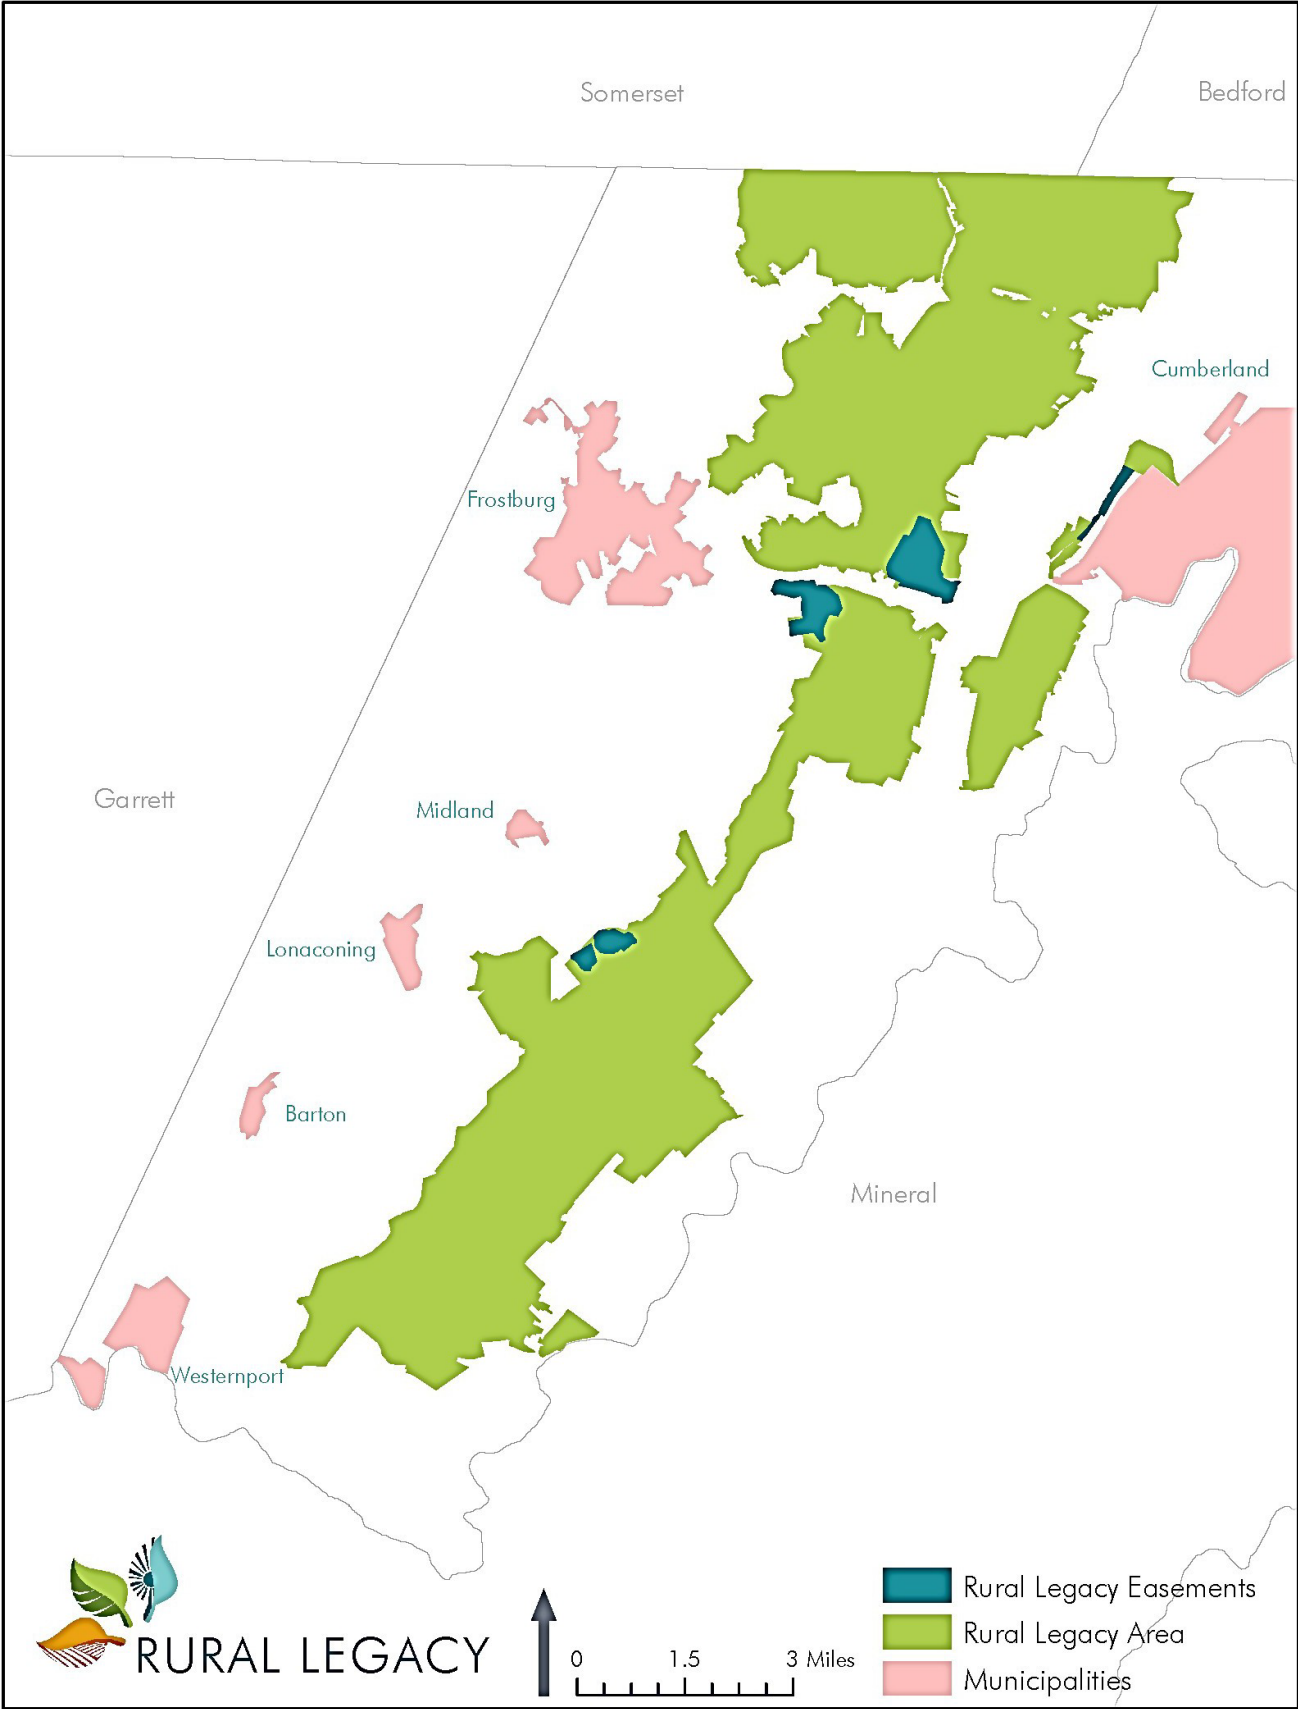 Somerset
Bedford
Cumberland
Frostburg
Garrett
Midland
Lonaconing
Barton
Mineral
Westernport
RURAL LEGACY
0 1.5 3 Miles
Rural Legacy Easements
Rural Legacy Area
Municipalities